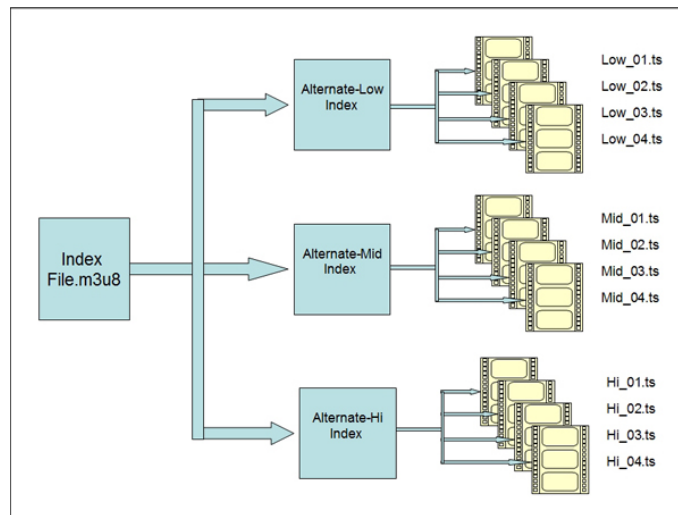 Alternate-Low
Index
Low_01.ts
Low_02.ts
Low_03.ts
Low_04.ts
Index
File.m3u8
Alternate-Mid
Index
Mid_01.ts
Mid_02.ts
Mid_03.ts
Mid_04.ts
Alternate-Hi
Index
Hi_01.ts
Hi_02.ts
Hi_03.ts
Hi_04.ts